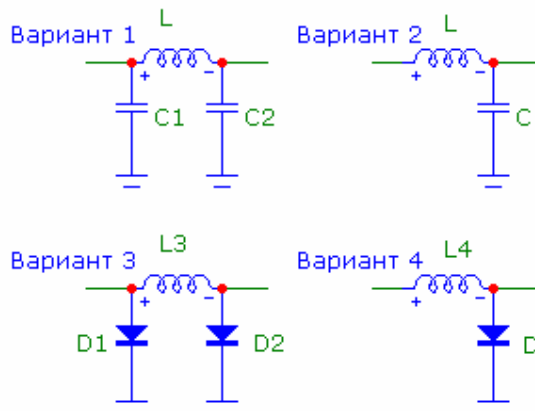 L
Вариант 1
+ -
C1
C2
L
Вариант 2
+ -
C
L3
Вариант 3
+ -
D1
D2
L4
Вариант 4
+ -
D